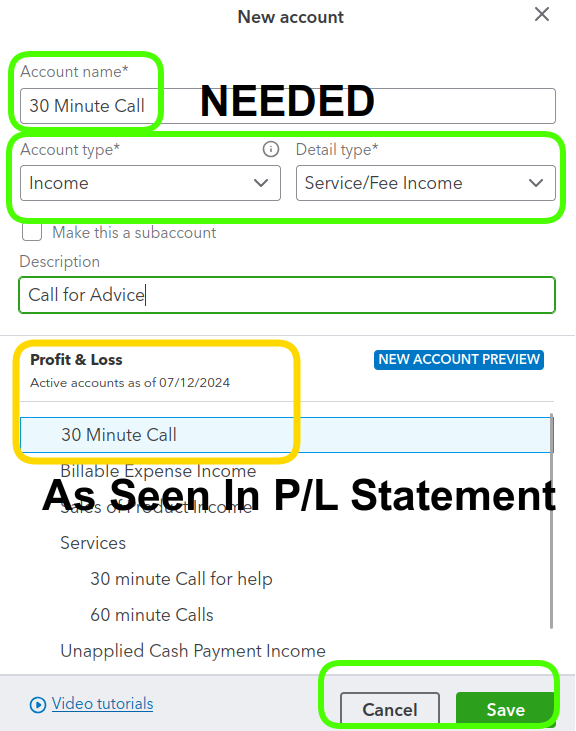 New account
Account name*
30 Minute Call
NEEDED
Account type*
Detail type*
Income
Service/Fee Income
Make this a subaccount
Description
Call for Advice
Profit & Loss
NEW ACCOUNT PREVIEW
Active accounts as of 07/12/2024
30 Minute Call
Billable Expense Income
As Seen In P/L Statement
Sales of Product Income
Services
30 minute Call for help
60 minute Calls
Unapplied Cash Payment Income
Video tutorials
Cancel
Save